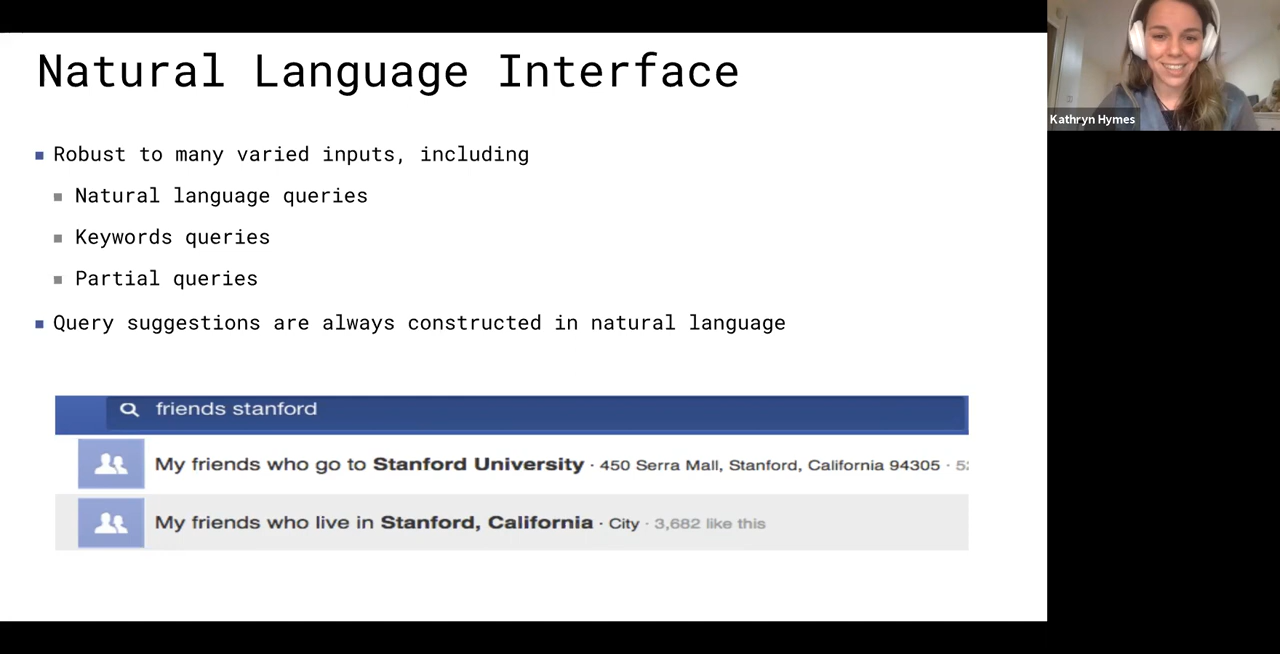 Natural Language Interface
Kathryn Hymes
Robust to many varied inputs, including
Natural language queries
Keywords queries
Partial queries
Query suggestions are always constructed in natural language
friends stanford
My friends who go to Stanford University · 450 Serra Mall, Stanford, California 94305 ·
My friends who live in Stanford, California · City · 3,682 like this